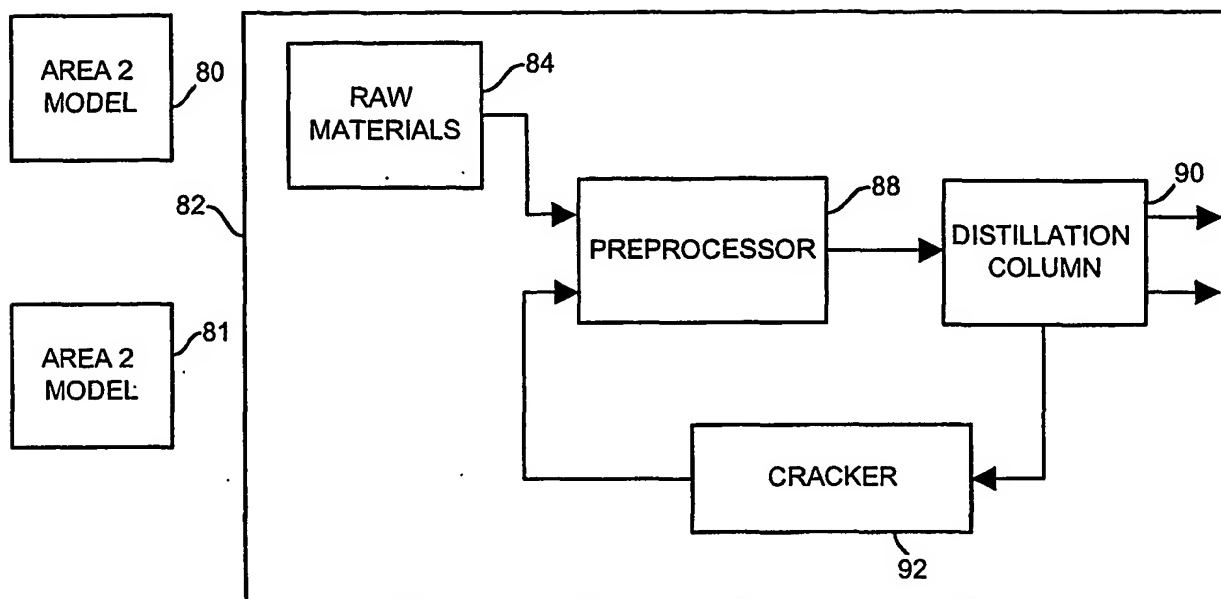 AREA 2
MODEL
80
RAW
MATERIALS
84
82
PREPROCESSOR
88
DISTILLATION
COLUMN
90
AREA 2
MODEL
81
CRACKER
92